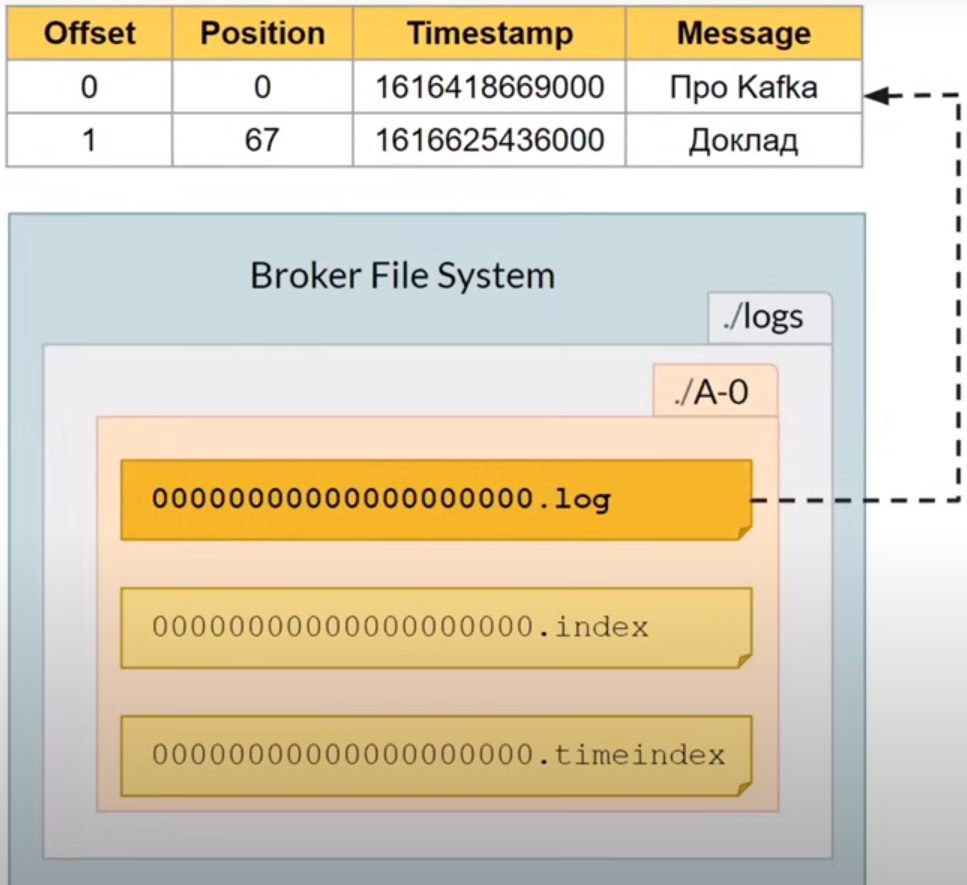 Offset Position Timestamp Message
0 0 1616418669000 Про Kafka
1 67 1616625436000 Доклад
Broker File System
./logs
./A-0
00000000000000000000.log
00000000000000000000.index
00000000000000000000.timeindex